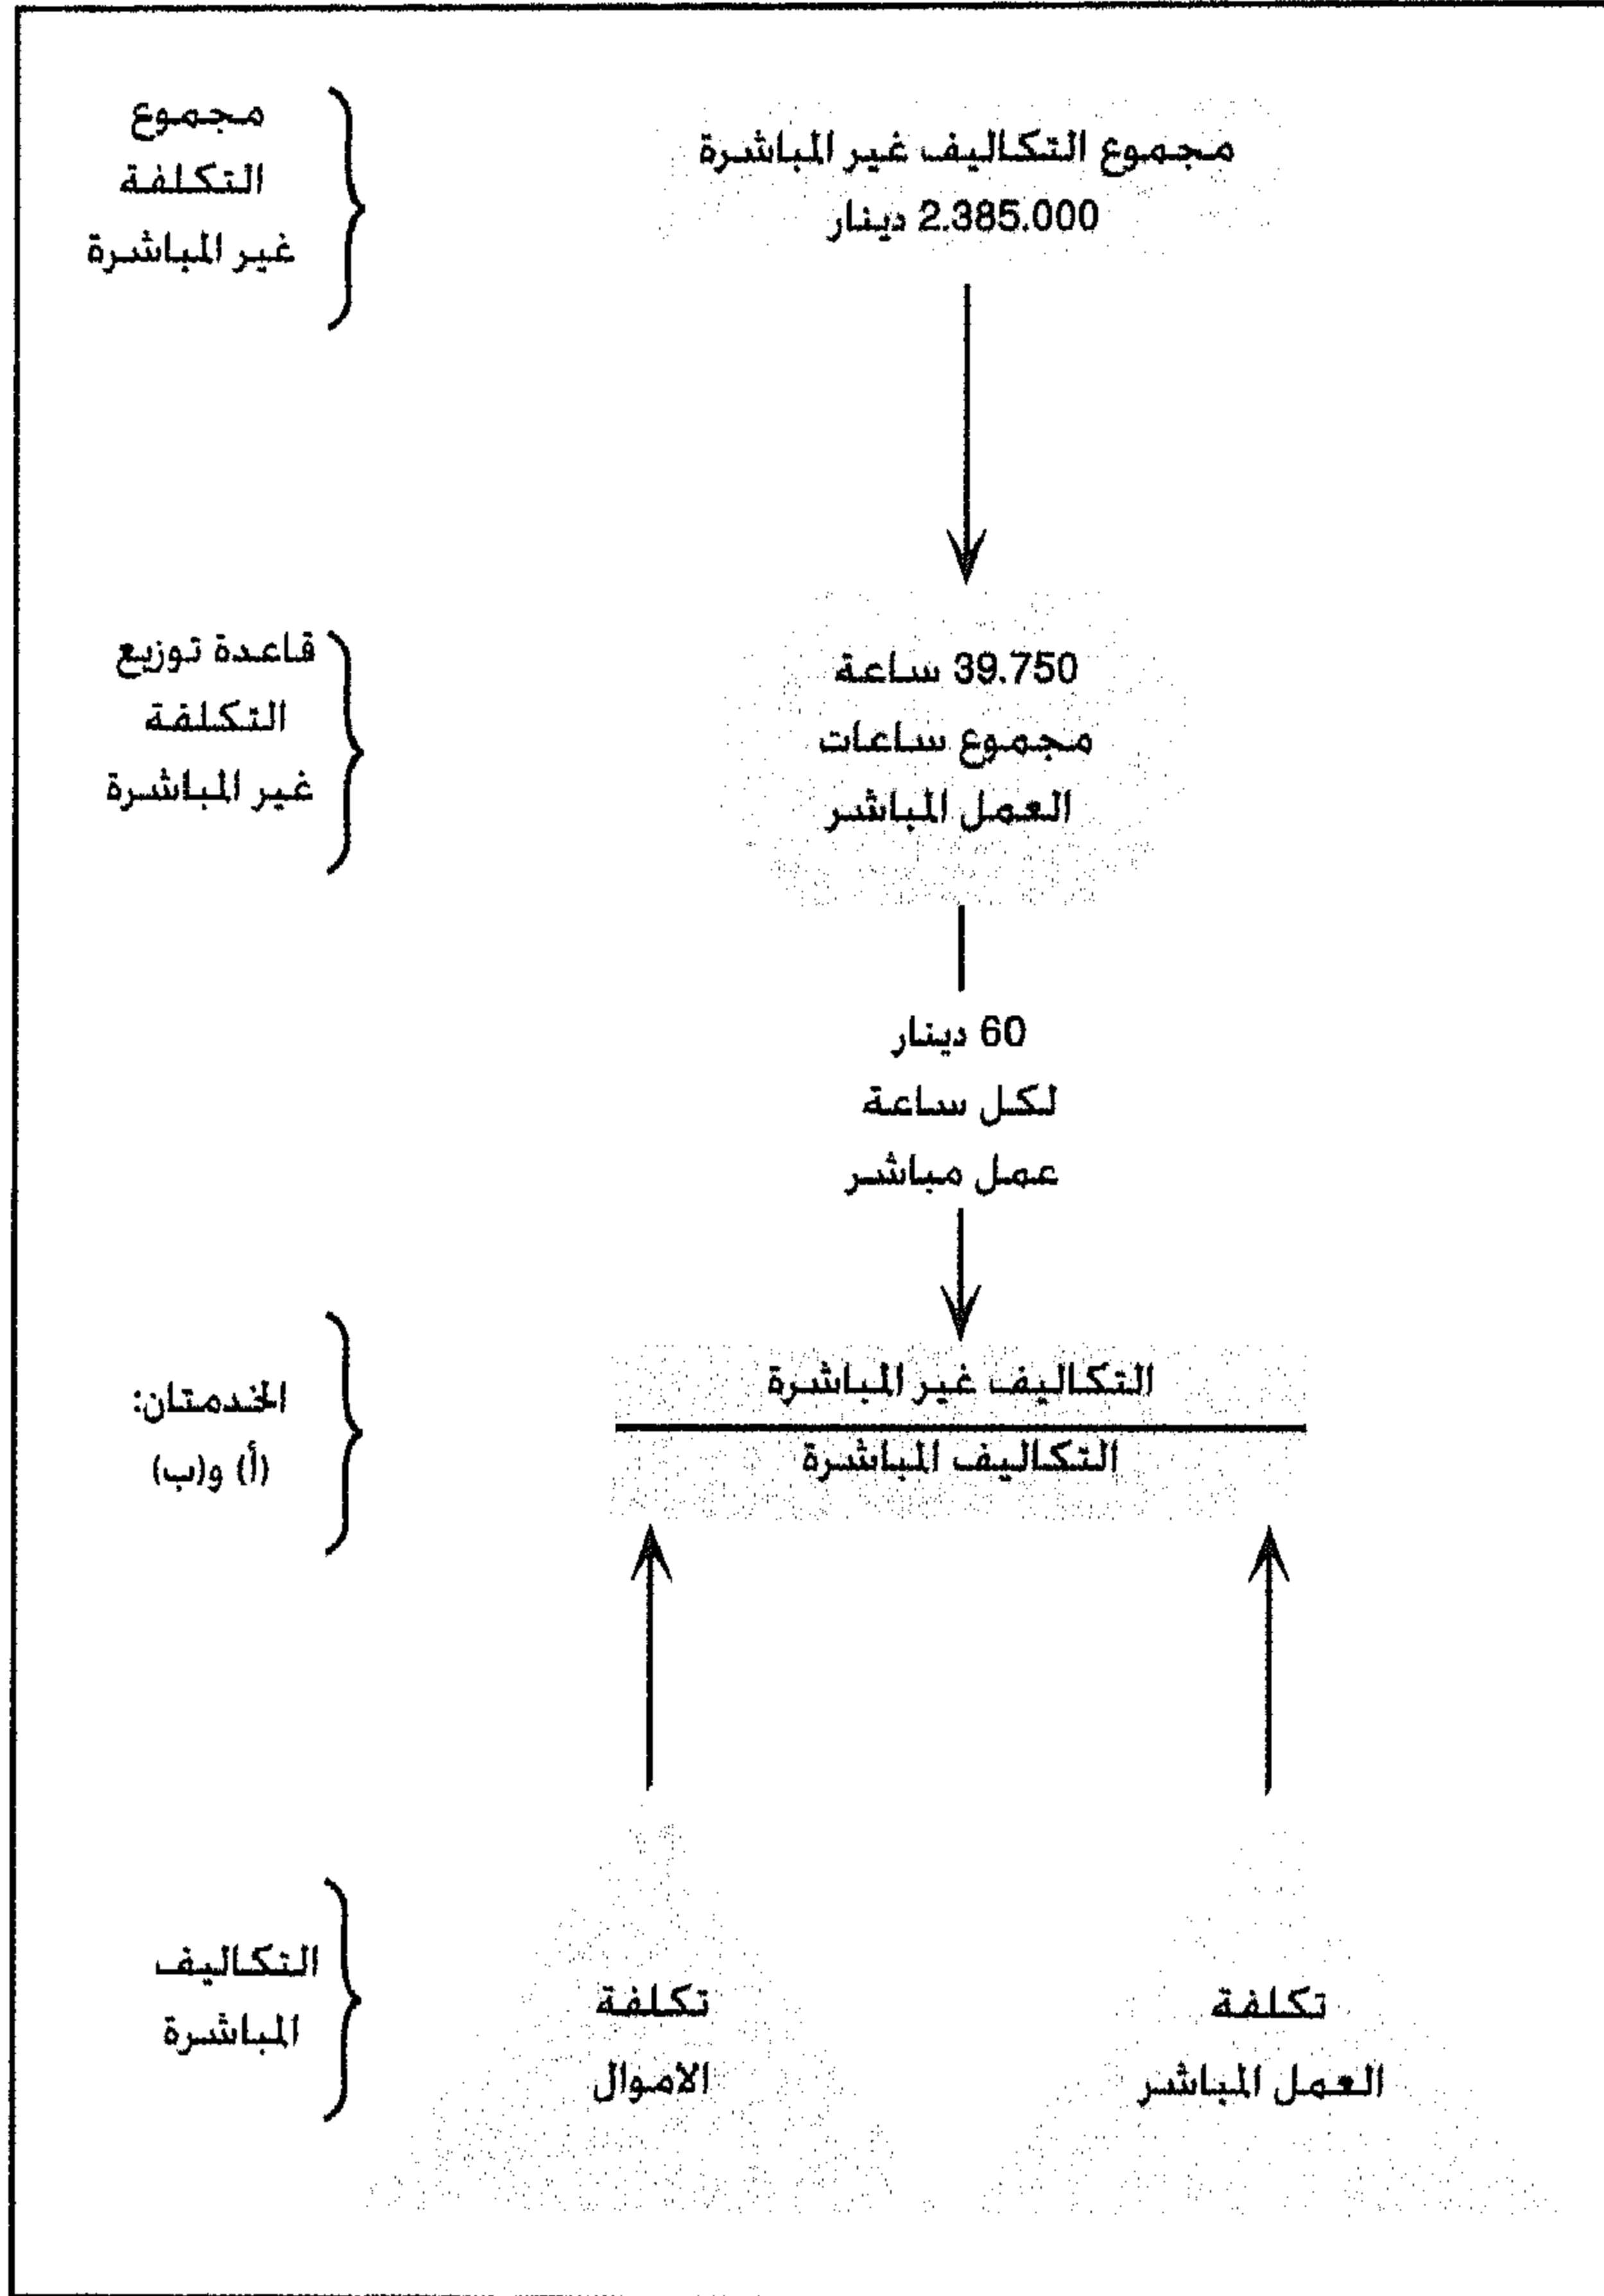 مجموع
التكلفة
غير المباشرة
مجموع التكاليف غير المباشرة
2.385.000 دينار
قاعدة توزيع
التكلفة
غير المباشرة
39.750 ساعة
مجموع ساعات
العمل المباشر
60 دينار
لكل ساعة
عمل مباشر
الخدمتان:
(أ) و(ب)
التكاليف غير المباشرة
التكاليف المباشرة
التكاليف
المباشرة
تكلفة
العمل المباشر
تكلفة
الاموال